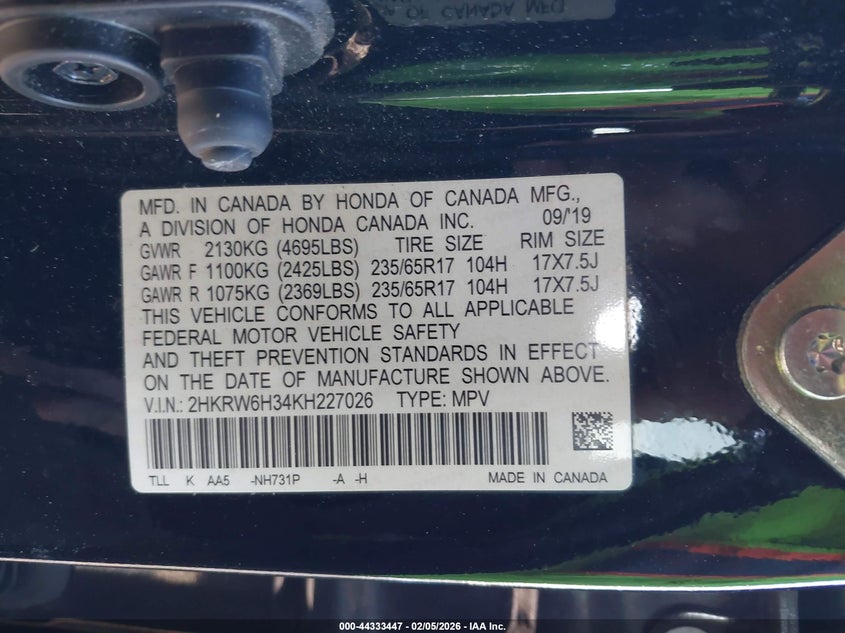 OF CANADA MFG
MFD. IN CANADA BY HONDA OF CANADA MFG.,
A DIVISION OF HONDA CANADA INC. 09/'19
GVWR 2130KG (4695LBS) TIRE SIZE RIM SIZE
GAWR F 1100KG (2425LBS) 235/65R17 104H 17X7.5J
GAWR R 1075KG (2369LBS) 235/65R17 104H 17X7.5J
THIS VEHICLE CONFORMS TO ALL APPLICABLE
FEDERAL MOTOR VEHICLE SAFETY
AND THEFT PREVENTION STANDARDS IN EFFECT
ON THE DATE OF MANUFACTURE SHOWN ABOVE.
V.I.N.: 2HKRW6H34KH227026 TYPE: MPV
TLL K AA5 -NH731P -A -H MADE IN CANADA
000-44333447 - 02/05/2026 - IAA Inc.